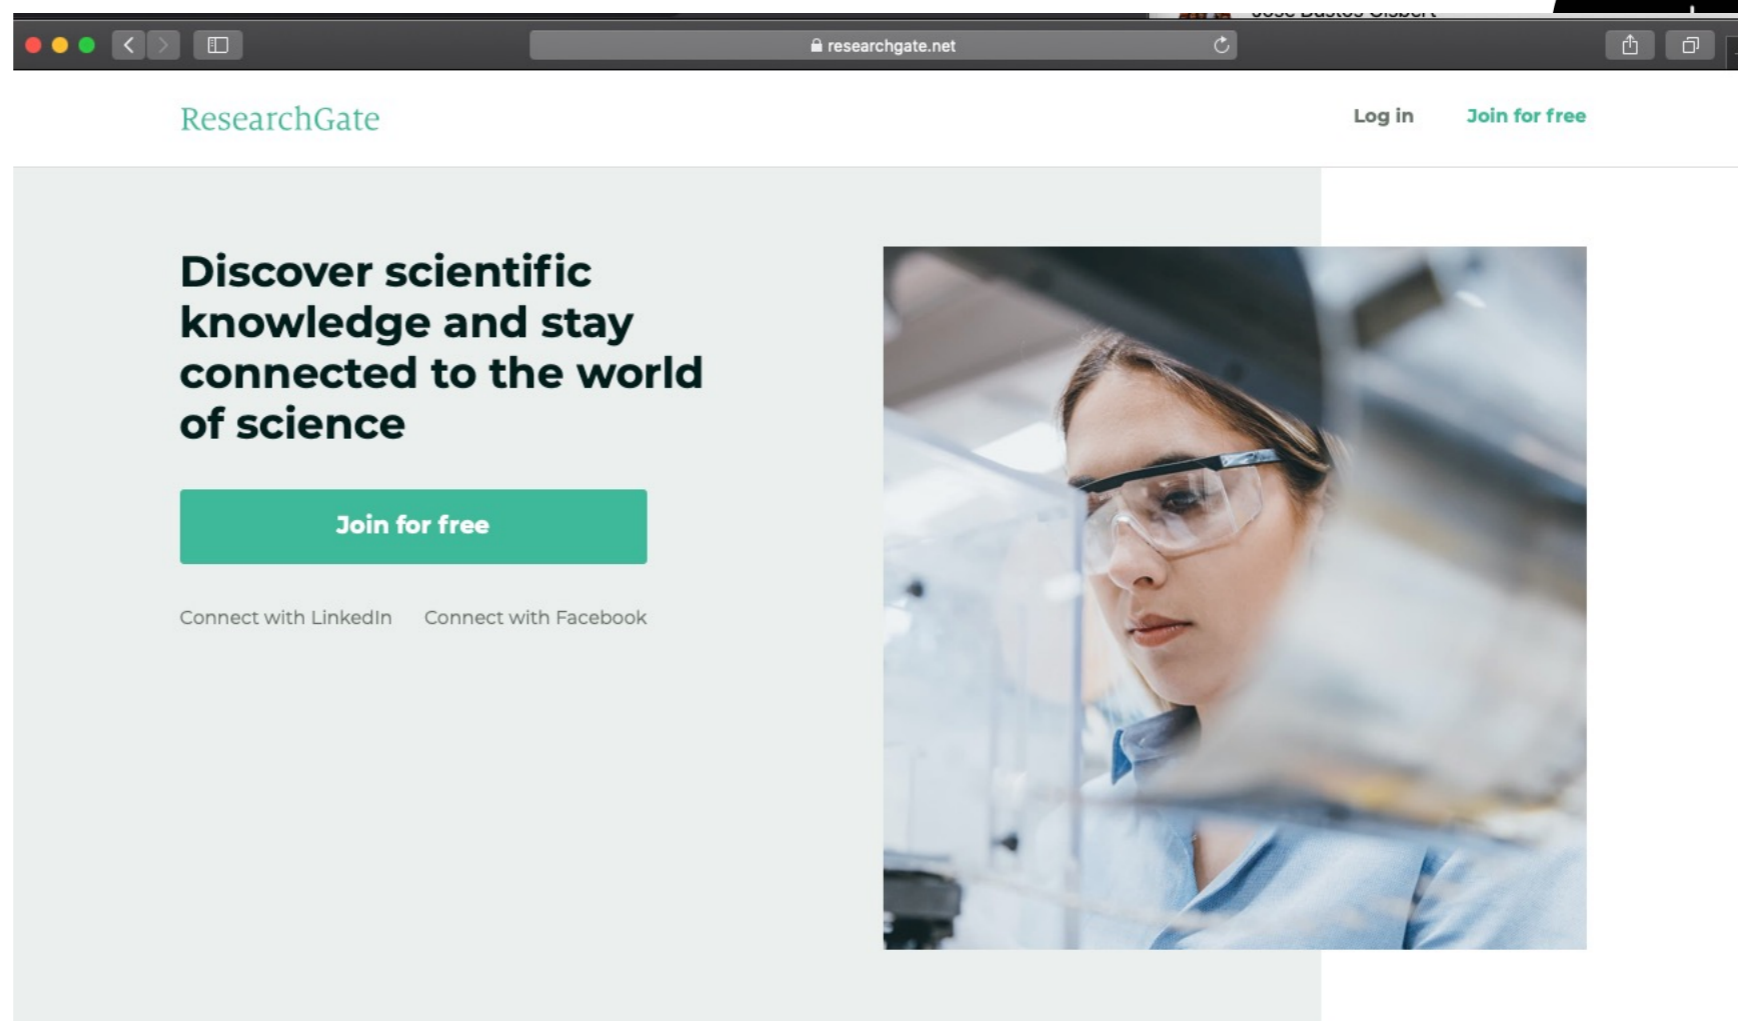 researchgate.net
ResearchGate
Log in
Join for free
Discover scientific
knowledge and stay
connected to the world
of science
Join for free
Connect with LinkedIn
Connect with Facebook